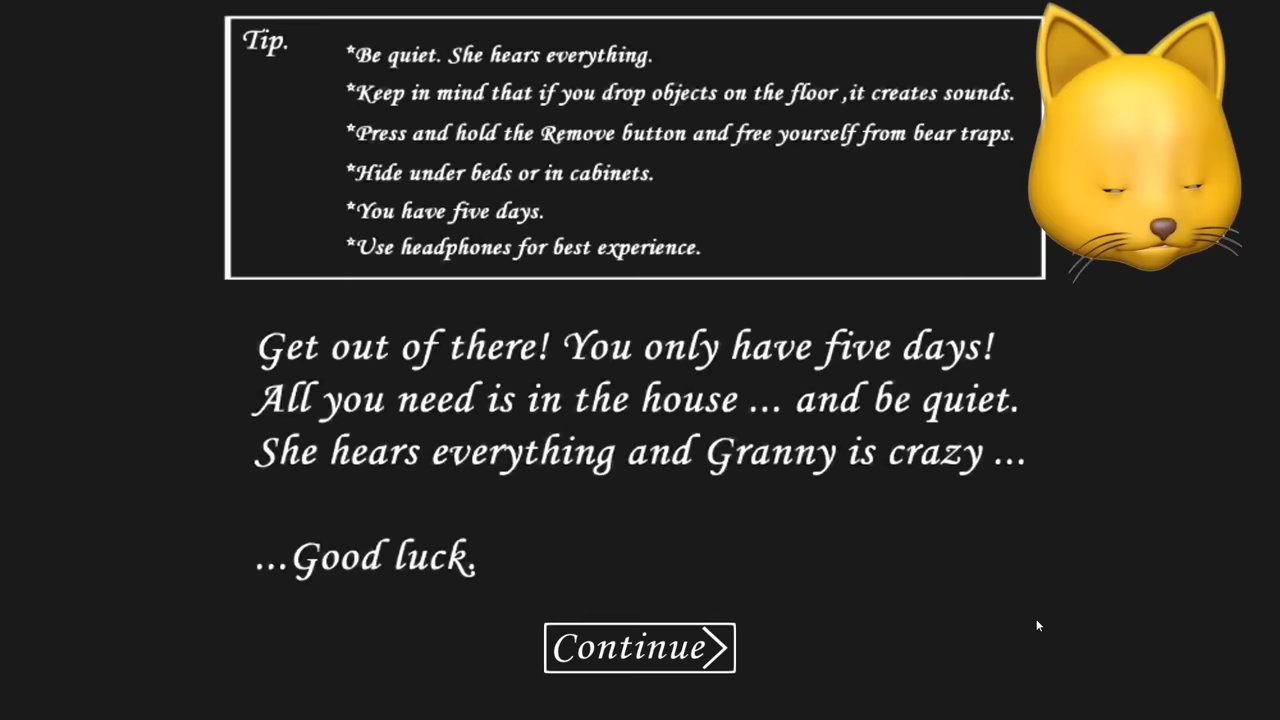 Tip.
*Be quiet. She hears everything.
*Keep in mind that if you drop objects on the floor ,it creates sounds.
*Press and hold the Remove button and free yourself from bear traps.
*Hide under beds or in cabinets.
*You have five days.
*Use headphones for best experience.
Get out of there! You only have five days!
All you need is in the house ... and be quiet.
She hears everything and Granny is crazy ...
...Good luck.
Continue